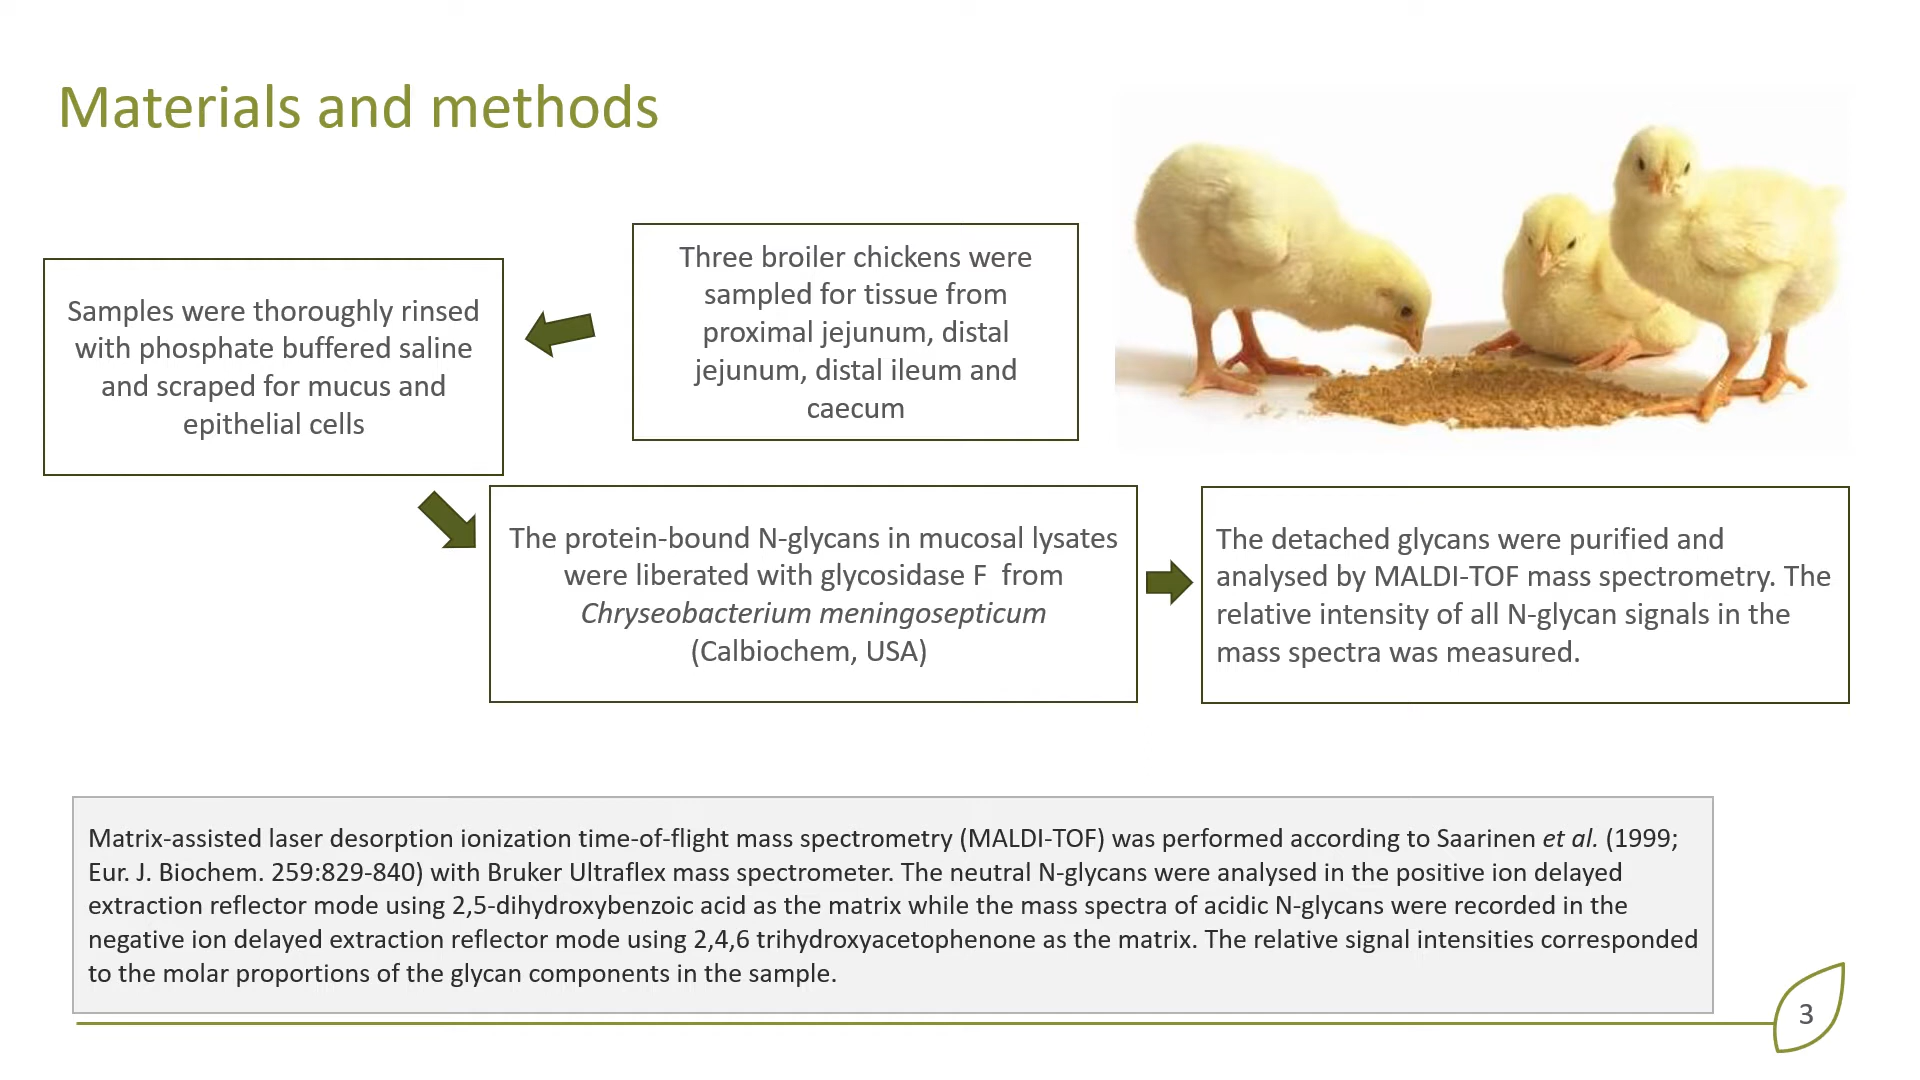 Materials and methods
Three broiler chickens were
sampled for tissue from
proximal jejunum, distal
jejunum, distal ileum and
caecum
Samples were thoroughly rinsed
with phosphate buffered saline
and scraped for mucus and
epithelial cells
The protein-bound N-glycans in mucosal lysates
were liberated with glycosidase F from
Chryseobacterium meningosepticum
(Calbiochem, USA)
The detached glycans were purified and
analysed by MALDI-TOF mass spectrometry. The
relative intensity of all N-glycan signals in the
mass spectra was measured.
Matrix-assisted laser desorption ionization time-of-flight mass spectrometry (MALDI-TOF) was performed according to Saarinen et al. (1999;
Eur. J. Biochem. 259:829-840) with Bruker Ultraflex mass spectrometer. The neutral N-glycans were analysed in the positive ion delayed
extraction reflector mode using 2,5-dihydroxybenzoic acid as the matrix while the mass spectra of acidic N-glycans were recorded in the
negative ion delayed extraction reflector mode using 2,4,6 trihydroxyacetophenone as the matrix. The relative signal intensities corresponded
to the molar proportions of the glycan components in the sample.
3